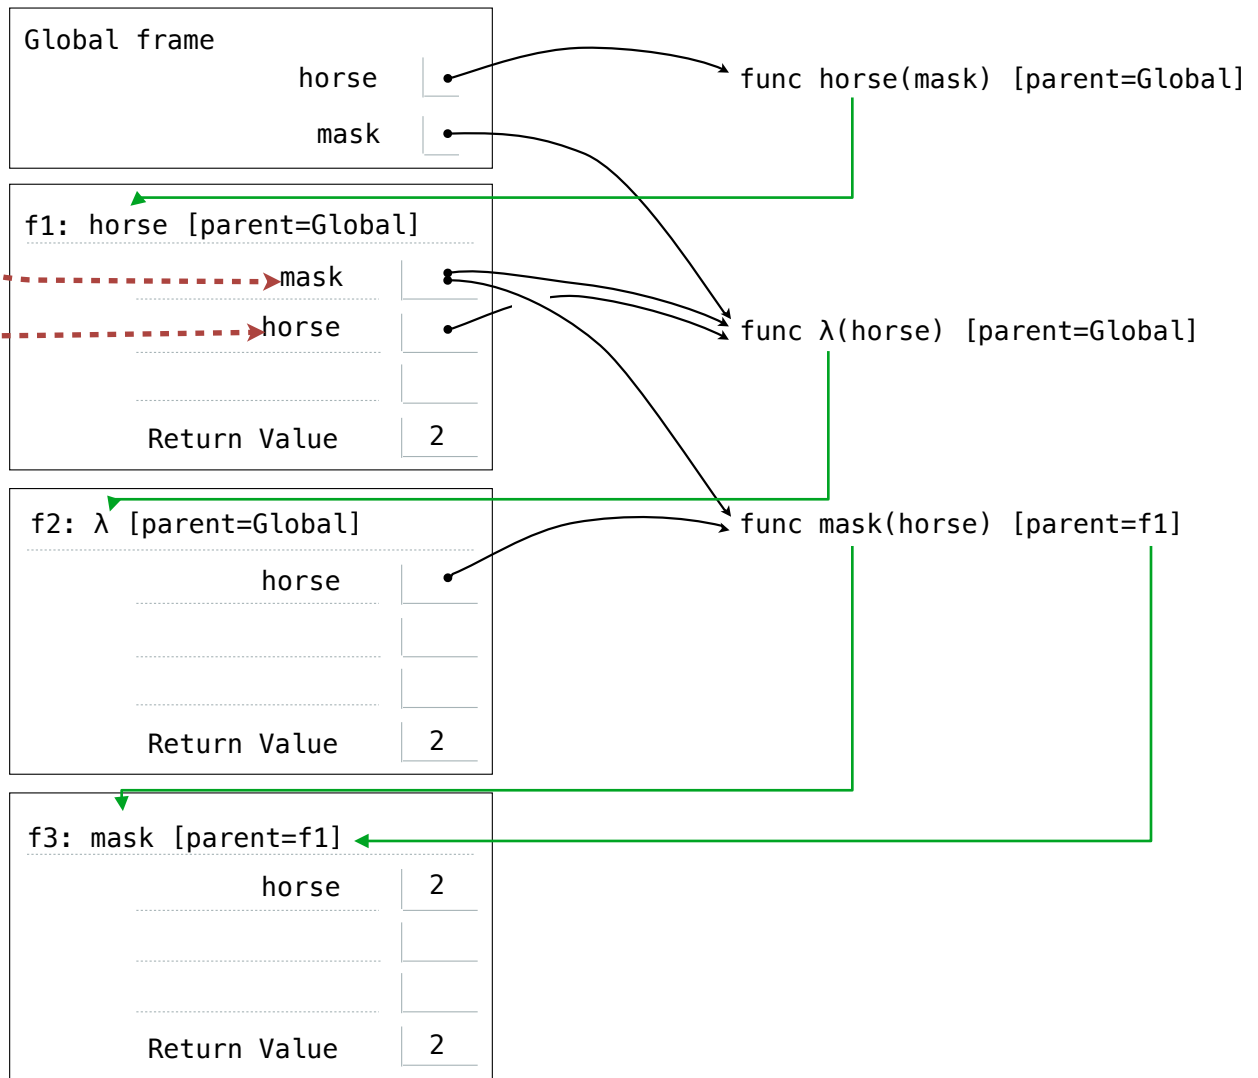 Global frame
horse
func horse(mask) [parent=Global]
mask
f1: horse [parent=Global]
mask
horse
func λ(horse) [parent=Global]
Return Value 2
f2: λ [parent=Global]
func mask(horse) [parent=f1]
horse
Return Value 2
f3: mask [parent=f1]
horse 2
Return Value 2